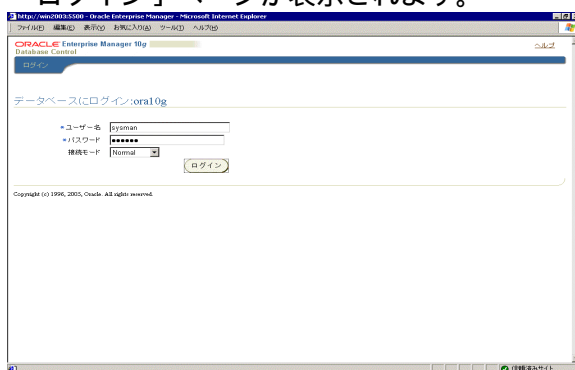 ログイン」ページが表示されます。
http://win2003:5500 - Oracle Enterprise Manager - Microsoft Internet Explorer
ファイル(F) 編集(E) 表示(V) お気に入り(A) ツール(T) ヘルプ(H)
ORACLE Enterprise Manager 10g
Database Control
ヘルプ
ログイン
データベースにログイン:ora10g
* ユーザー名 sysman
* パスワード ●●●●●●
接続モード Normal
ログイン
Copyright (c) 1996, 2005, Oracle. All rights reserved.
信頼済みサイト